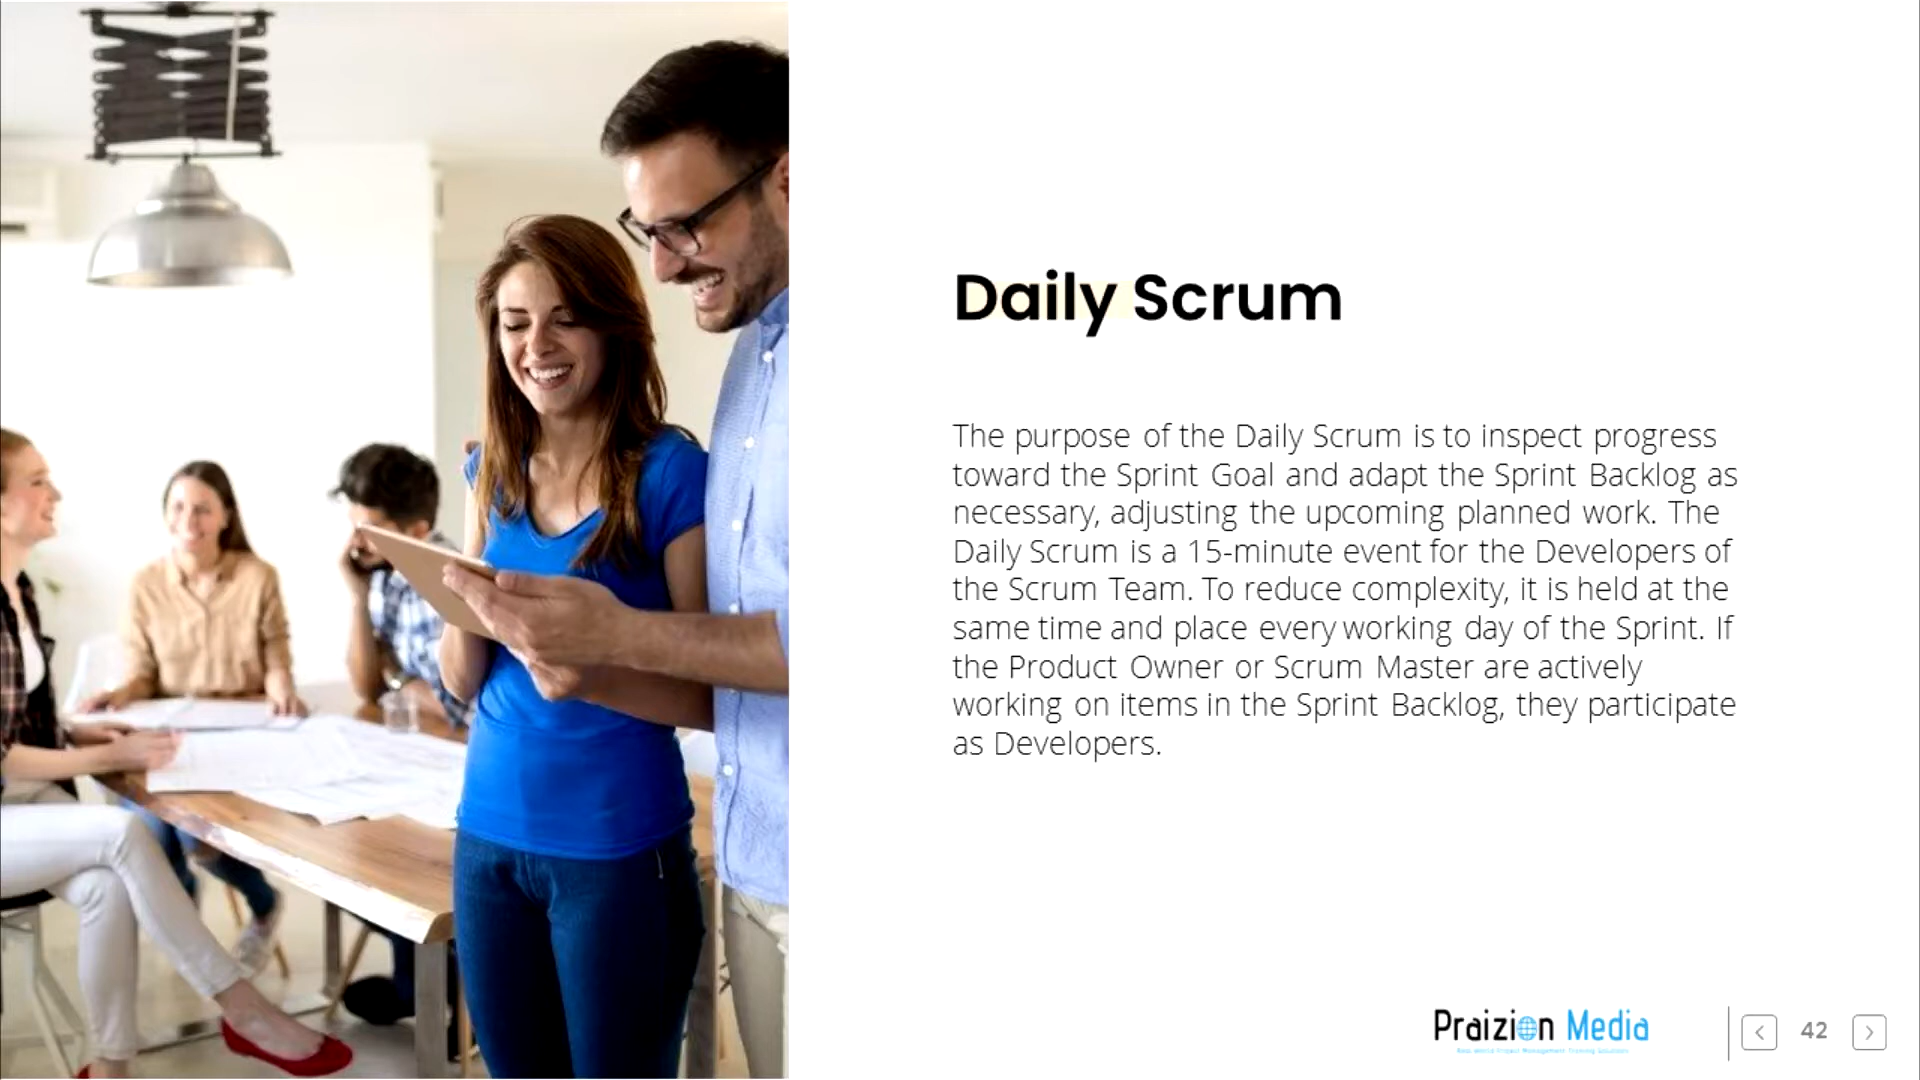 Daily Scrum
The purpose of the Daily Scrum is to inspect progress
toward the Sprint Goal and adapt the Sprint Backlog as
necessary, adjusting the upcoming planned work. The
Daily Scrum is a 15-minute event for the Developers of
the Scrum Team. To reduce complexity, it is held at the
same time and place every working day of the Sprint. If
the Product Owner or Scrum Master are actively
working on items in the Sprint Backlog, they participate
as Developers.
Praizion Media
42